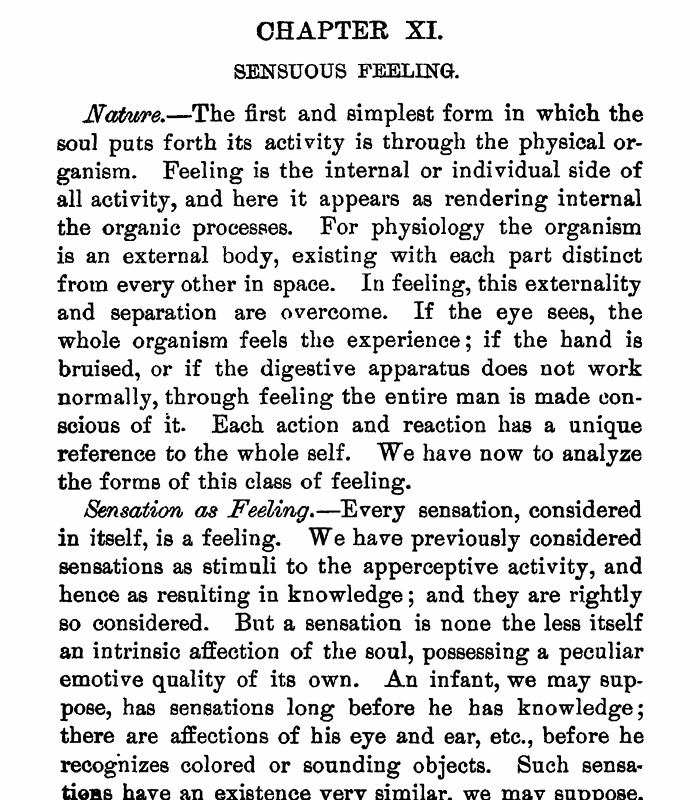 CHAPTER XI.
SENSUOUS FEELING.
Nature.—The first and simplest form in which the
soul puts forth its activity is through the physical or-
ganism. Feeling is the internal or individual side of
all activity, and here it appears as rendering internal
the organic processes. For physiology the organism
is an external body, existing with each part distinct
from every other in space. In feeling, this externality
and separation are overcome. If the eye sees, the
whole organism feels the experience; if the hand is
bruised, or if the digestive apparatus does not work
normally, through feeling the entire man is made con-
scious of it. Each action and reaction has a unique
reference to the whole self. We have now to analyze
the forms of this class of feeling.
Sensation as Feeling.—Every sensation, considered
in itself, is a feeling. We have previously considered
sensations as stimuli to the apperceptive activity, and
hence as resulting in knowledge; and they are rightly
so considered. But a sensation is none the less itself
an intrinsic affection of the soul, possessing a peculiar
emotive quality of its own. An infant, we may sup-
pose, has sensations long before he has knowledge;
there are affections of his eye and ear, etc., before he
recognizes colored or sounding objects. Such sensa-
tions have an existence very similar, we may suppose,